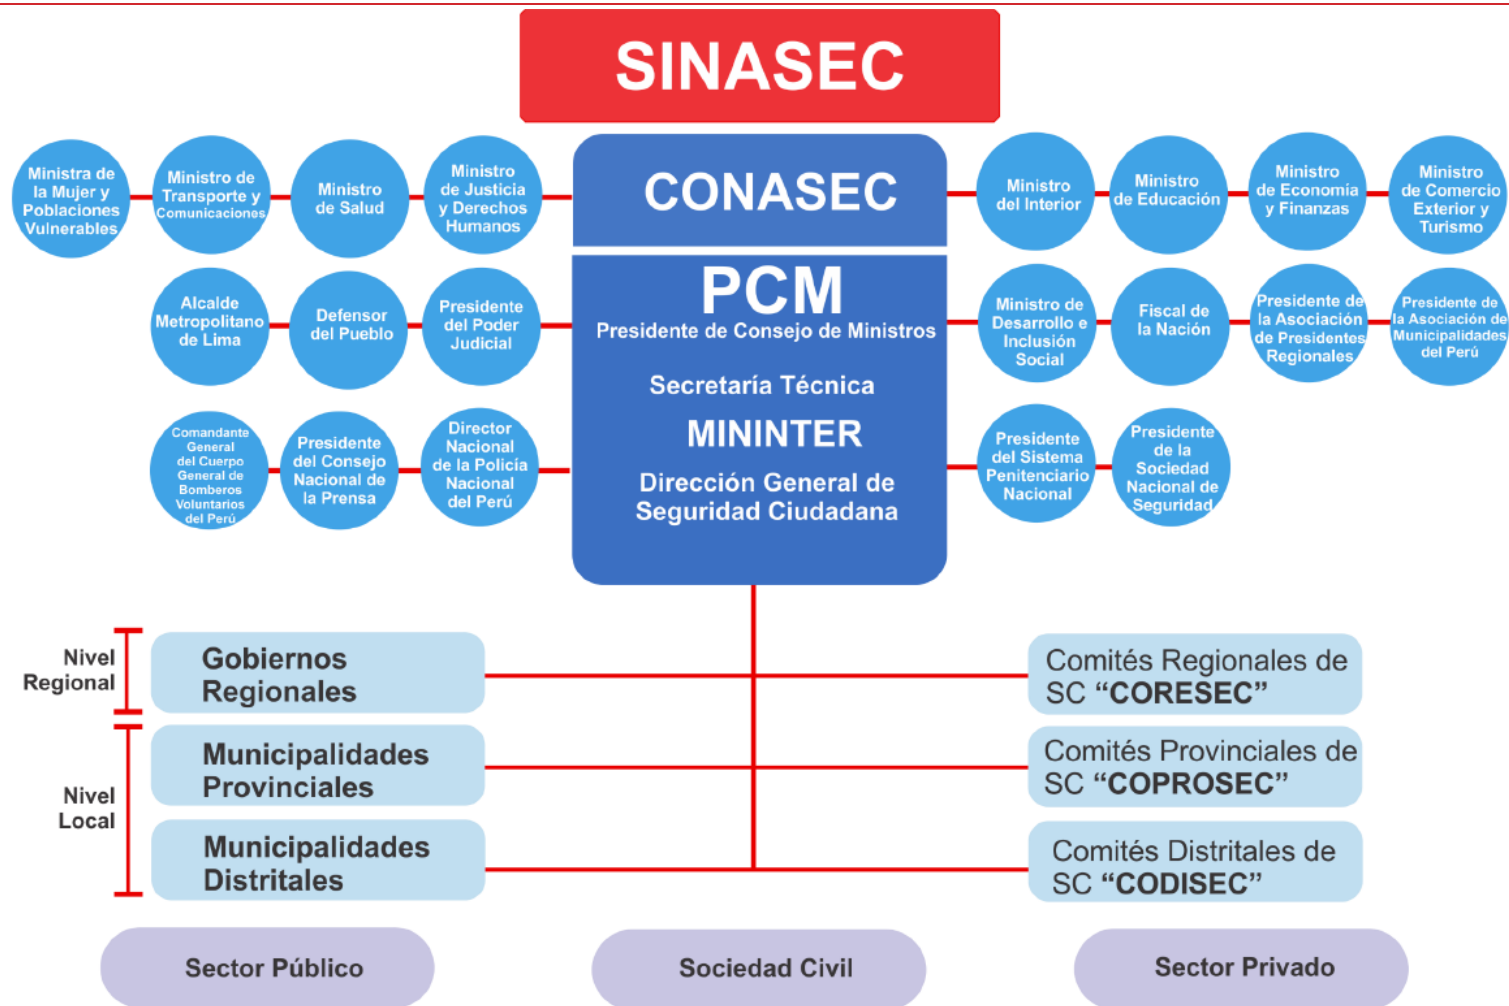 SINASEC
Ministra de
la Mujer y
Poblaciones
Vulnerables
Ministro de
Transporte y
Comunicaciones
Ministro
de Salud
Ministro
de Justicia
y Derechos
Humanos
CONASEC
Ministro
del Interior
Ministro
de Educación
Ministro
de Economía
y Finanzas
Ministro
de Comercio
Exterior y
Turismo
Alcalde
Metropolitano
de Lima
Defensor
del Pueblo
Presidente
del Poder
Judicial
PCM
Presidente de Consejo de Ministros
Secretaría Técnica
MININTER
Dirección General de
Seguridad Ciudadana
Ministro de
Desarrollo e
Inclusión
Social
Fiscal de
la Nación
Presidente de
la Asociación
de Presidentes
Regionales
Presidente de
la Asociación de
Municipalidades
del Perú
Comandante
General
del Cuerpo
General de
Bomberos
Voluntarios
del Perú
Presidente
del Consejo
Nacional de
la Prensa
Director
Nacional
de la Policía
Nacional
del Perú
Presidente
del Sistema
Penitenciario
Nacional
Presidente
de la
Sociedad
Nacional de
Seguridad
Nivel
Regional
Gobiernos
Regionales
Comités Regionales de
SC “CORESEC”
Nivel
Local
Municipalidades
Provinciales
Comités Provinciales de
SC “COPROSEC”
Municipalidades
Distritales
Comités Distritales de
SC “CODISEC”
Sector Público
Sociedad Civil
Sector Privado